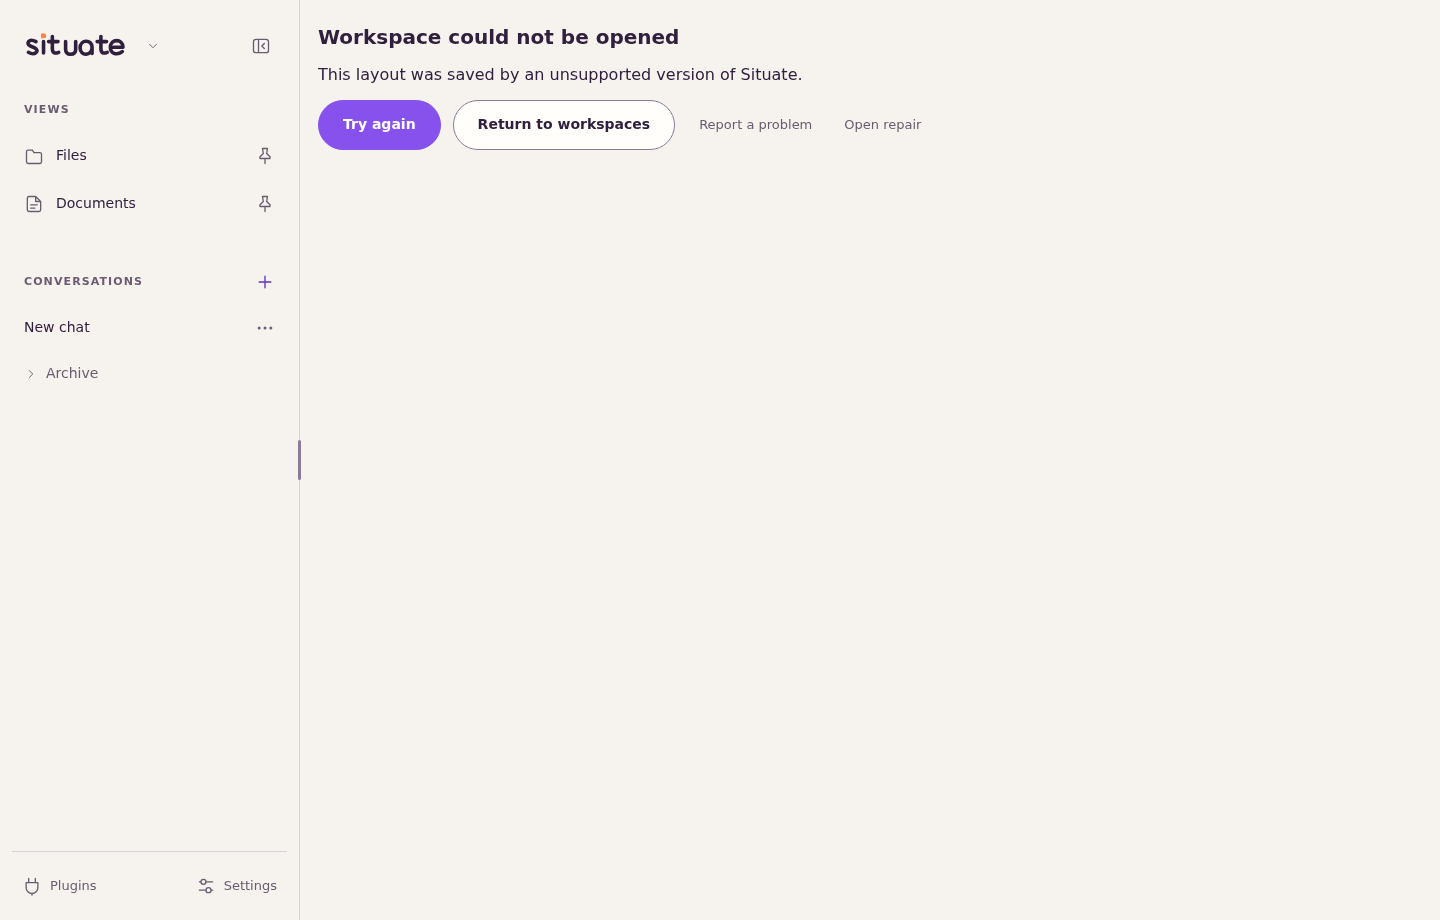 situate
VIEWS
Files
Documents
CONVERSATIONS
New chat
Archive
Plugins
Settings
Workspace could not be opened
This layout was saved by an unsupported version of Situate.
Try again
Return to workspaces
Report a problem
Open repair